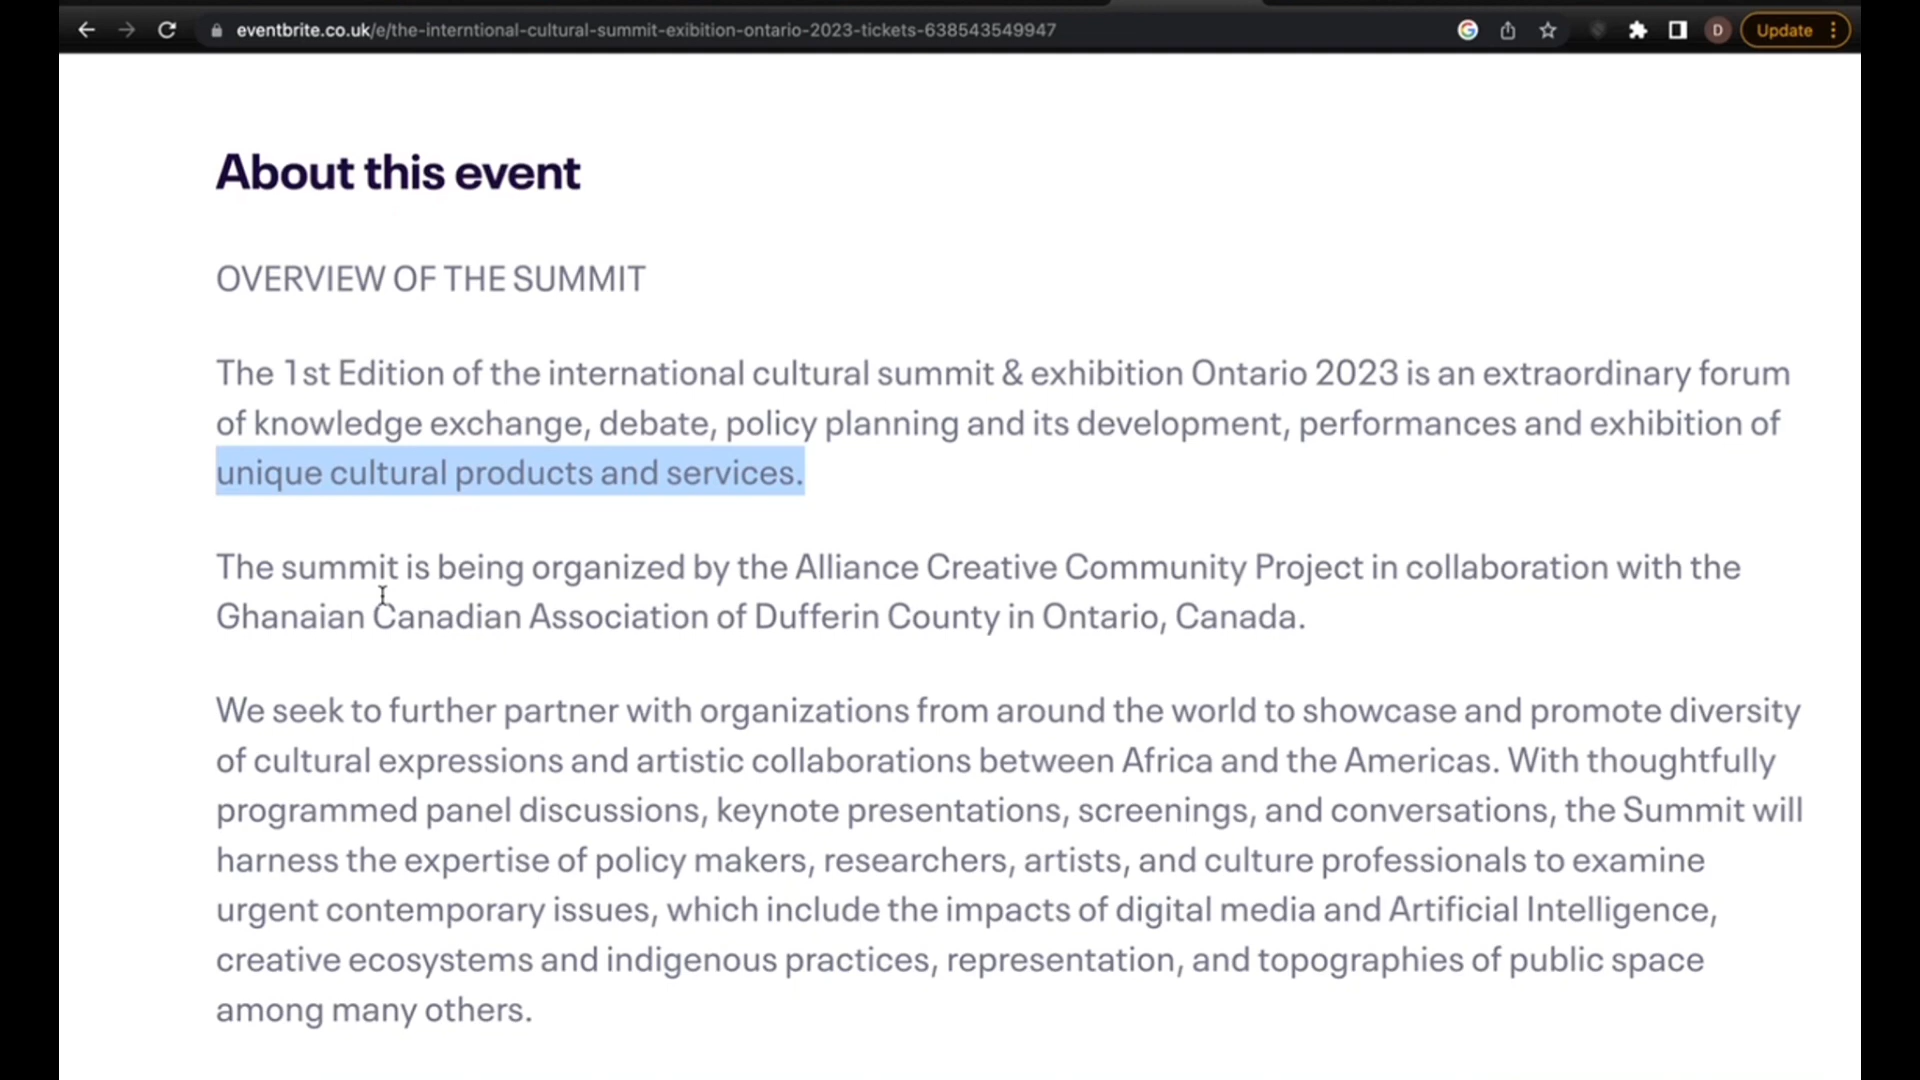 eventbrite.co.uk/e/the-interntional-cultural-summit-exibition-ontario-2023-tickets-638543549947
D
Update
About this event
OVERVIEW OF THE SUMMIT
The 1st Edition of the international cultural summit & exhibition Ontario 2023 is an extraordinary forum
of knowledge exchange, debate, policy planning and its development, performances and exhibition of
unique cultural products and services.
The summit is being organized by the Alliance Creative Community Project in collaboration with the
Ghanaian Canadian Association of Dufferin County in Ontario, Canada.
We seek to further partner with organizations from around the world to showcase and promote diversity
of cultural expressions and artistic collaborations between Africa and the Americas. With thoughtfully
programmed panel discussions, keynote presentations, screenings, and conversations, the Summit will
harness the expertise of policy makers, researchers, artists, and culture professionals to examine
urgent contemporary issues, which include the impacts of digital media and Artificial Intelligence,
creative ecosystems and indigenous practices, representation, and topographies of public space
among many others.